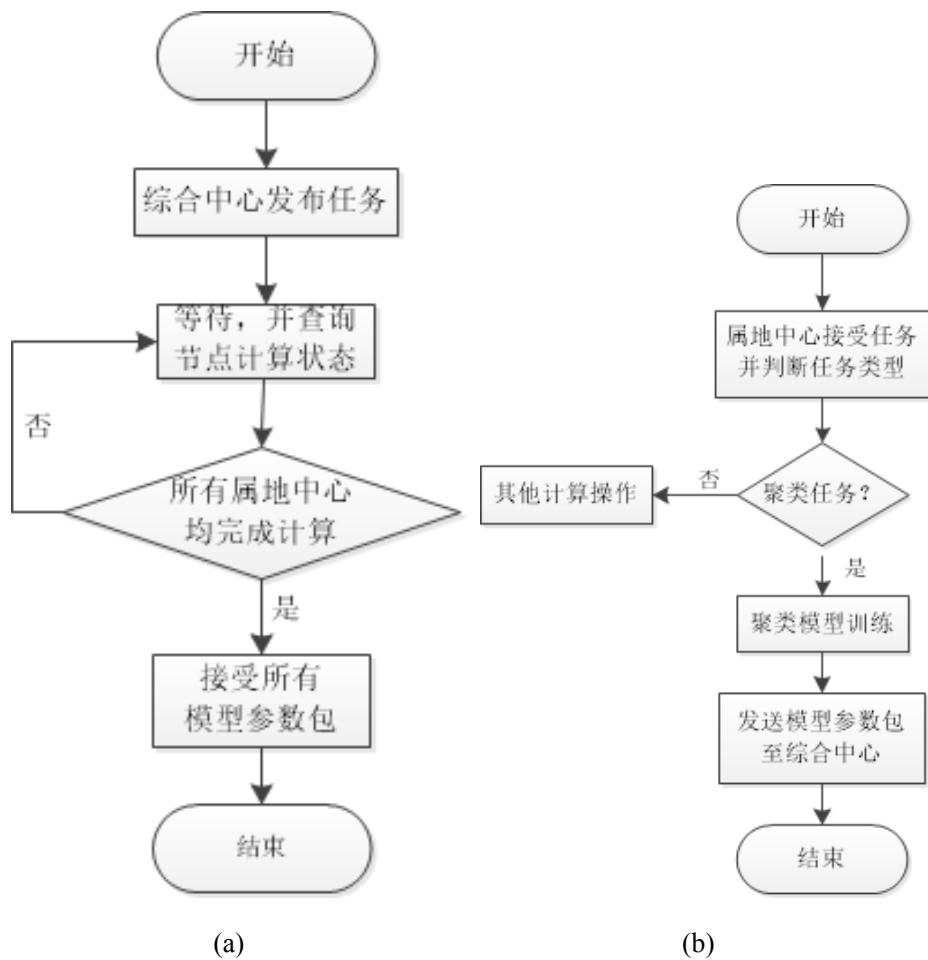 开始
综合中心发布任务
等待，并查询
节点计算状态
否
所有属地中心
均完成计算
是
接受所有
模型参数包
结束
(a)
开始
属地中心接受任务
并判断任务类型
聚类任务？
否
其他计算操作
是
聚类模型训练
发送模型参数包
至综合中心
结束
(b)